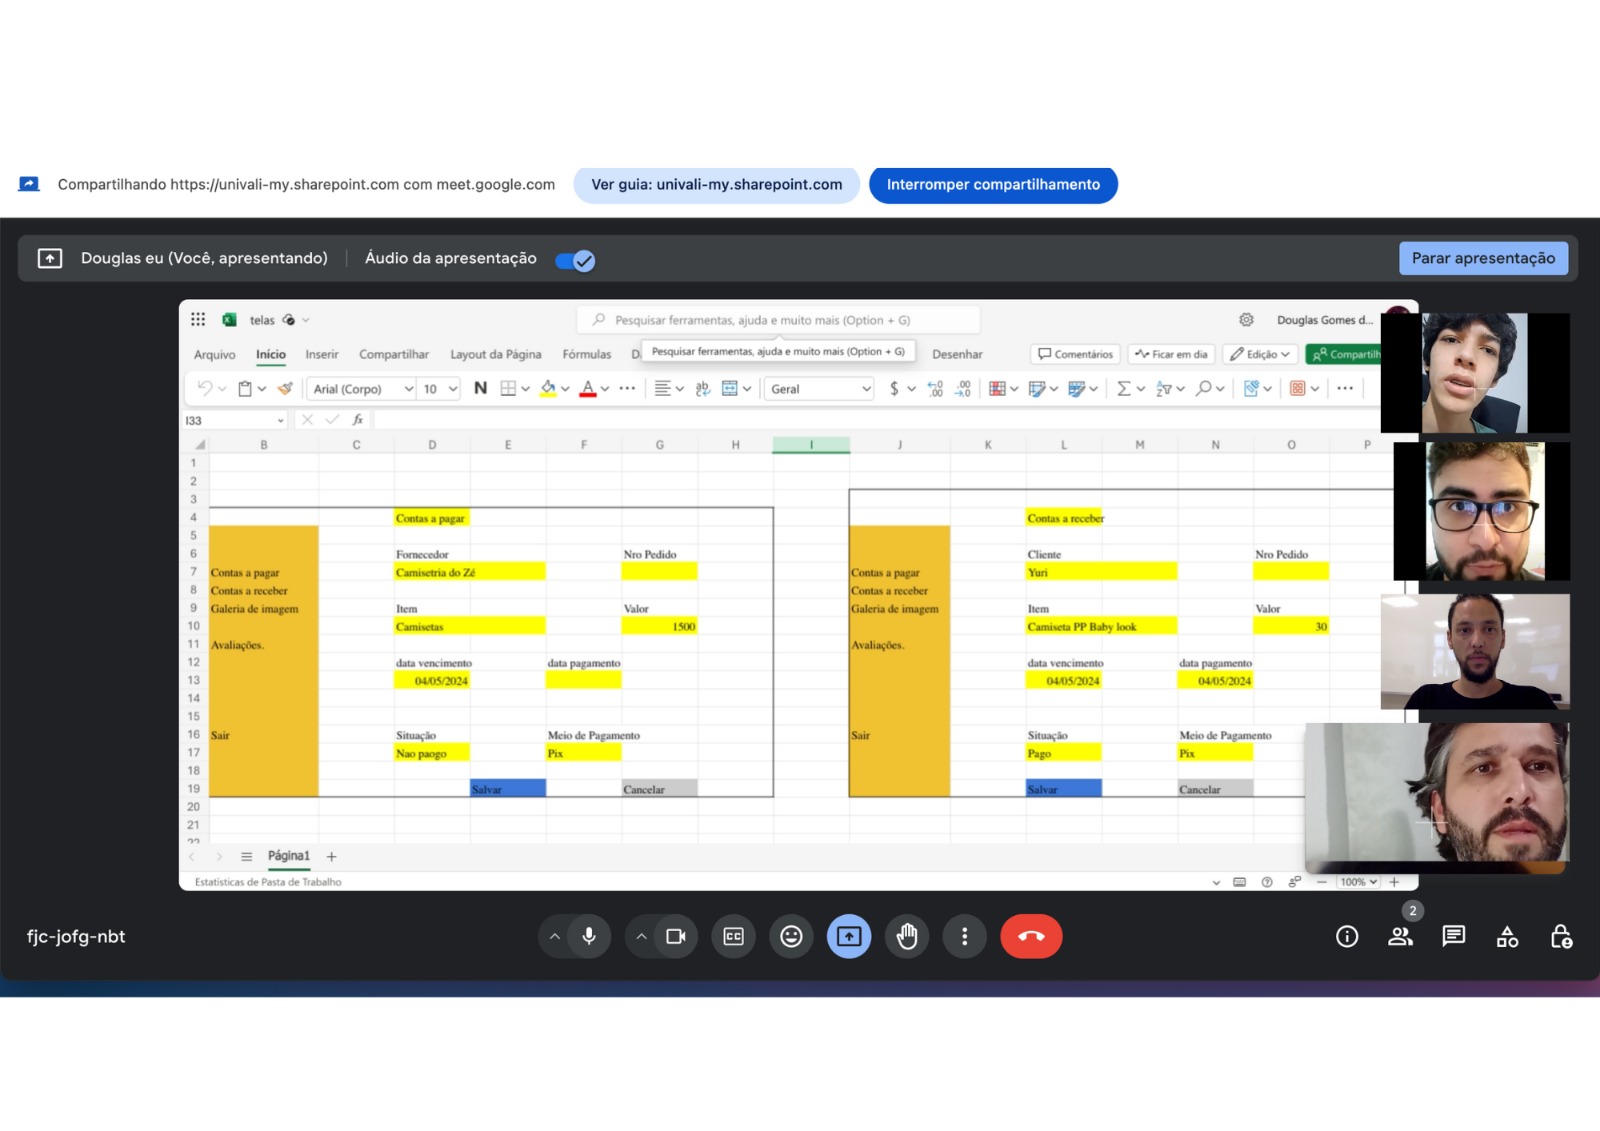 Compartilhando https://univali-my.sharepoint.com com meet.google.com
Ver guia: univali-my.sharepoint.com
Interromper compartilhamento
Douglas eu (Você, apresentando)
Áudio da apresentação
Parar apresentação
telas
Pesquisar ferramentas, ajuda e muito mais (Option + G)
Douglas Gomes d...
Arquivo Início Inserir Compartilhar Layout da Página Fórmulas D
Pesquisar ferramentas, ajuda e muito mais (Option + G)
Desenhar
Comentários
Ficar em dia
Edição
Compartilh
Arial (Corpo) 10 N
Geral
$
I33
fx
B C D E F G H I J K L M N O P
1
2
3
4 Contas a pagar Contas a receber
5
6 Fornecedor Nro Pedido Cliente Nro Pedido
7 Contas a pagar Camisetria do Zé Contas a pagar Yuri
8 Contas a receber Contas a receber
9 Galeria de imagem Item Valor Galeria de imagem Item Valor
10 Camisetas 1500 Camiseta PP Baby look 30
11 Avaliações. Avaliações.
12 data vencimento data pagamento data vencimento data pagamento
13 04/05/2024 04/05/2024 04/05/2024
14
15
16 Sair Situação Meio de Pagamento Sair Situação Meio de Pagamento
17 Nao paogo Pix Pago Pix
18
19 Salvar Cancelar Salvar Cancelar
20
21
22
Página1
Estatísticas de Pasta de Trabalho
100%
fjc-jofg-nbt
CC
2